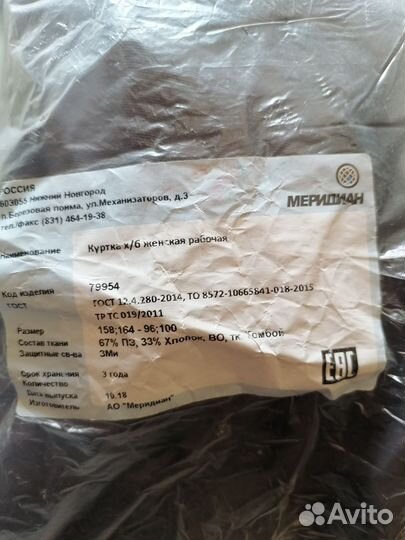 РОССИЯ
603055 Нижний Новгород
п.Березовая пойма, ул.Механизаторов, д.3
тел./факс (831) 464-19-38
МЕРИДИАН
Наименование Куртка х/б женская рабочая
Код изделия 79954
ГОСТ ГОСТ 12.4.280-2014, ТО 8572-10665841-018-2015
ТР ТС 019/2011
Размер 158;164 - 96;100
Состав ткани 67% ПЭ, 33% Хлопок, ВО, тк. Томбой
Защитные св-ва ЗМи
Срок хранения 3 года
Количество
Дата выпуска 10.18
Изготовитель АО "Меридиан"
ЕАС
Avito